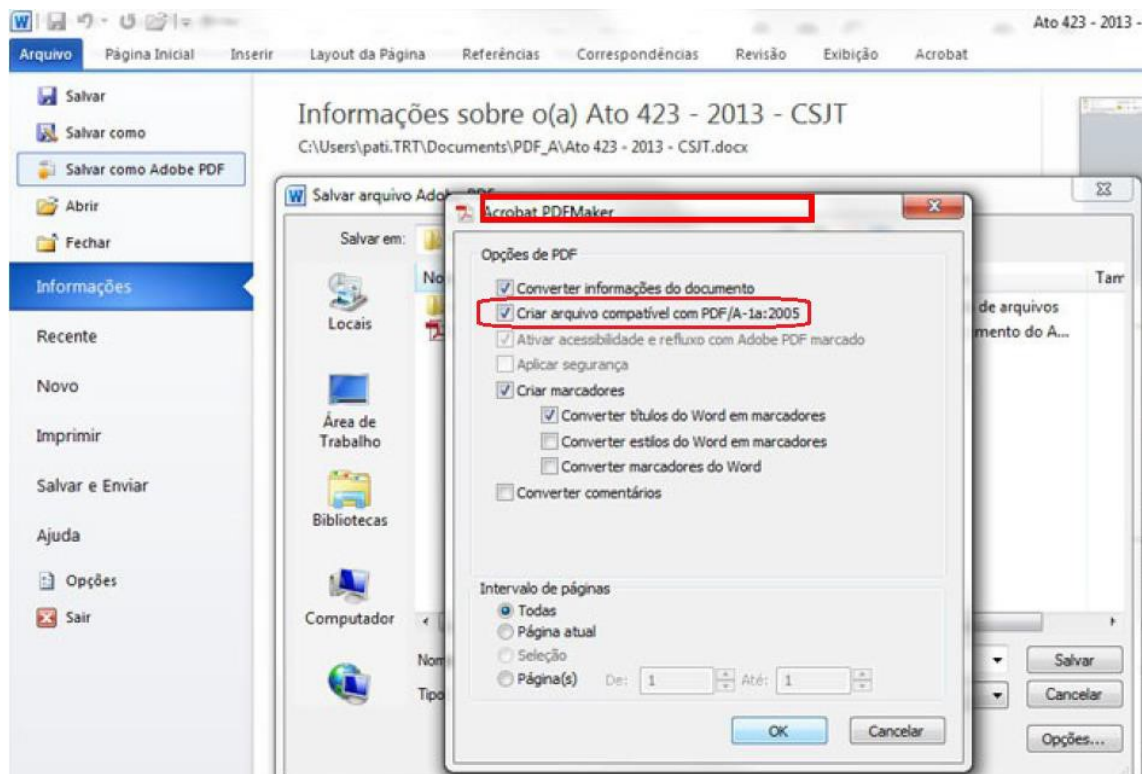 Ato 423 - 2013 -
Arquivo Página Inicial Inserir Layout da Página Referências Correspondências Revisão Exibição Acrobat
Salvar
Salvar como
Salvar como Adobe PDF
Abrir
Fechar
Informações
Recente
Novo
Imprimir
Salvar e Enviar
Ajuda
Opções
Sair
Informações sobre o(a) Ato 423 - 2013 - CSJT
C:\Users\pati.TRT\Documents\PDF_A\Ato 423 - 2013 - CSJT.docx
Salvar arquivo
Salvar em:
Locais
Área de
Trabalho
Bibliotecas
Computador
de arquivos
Acrobat PDFMaker
Opções de PDF
Converter informações do documento
Criar arquivo compatível com PDF/A-1a:2005
Ativar acessibilidade e refluxo com Adobe PDF marcado
Aplicar segurança
Criar marcadores
Converter títulos do Word em marcadores
Converter estilos do Word em marcadores
Converter marcadores do Word
Converter comentários
Intervalo de páginas
Todas
Página atual
Seleção
Página(s) De: 1 Até: 1
OK Cancelar
Salvar
Cancelar
Opções...